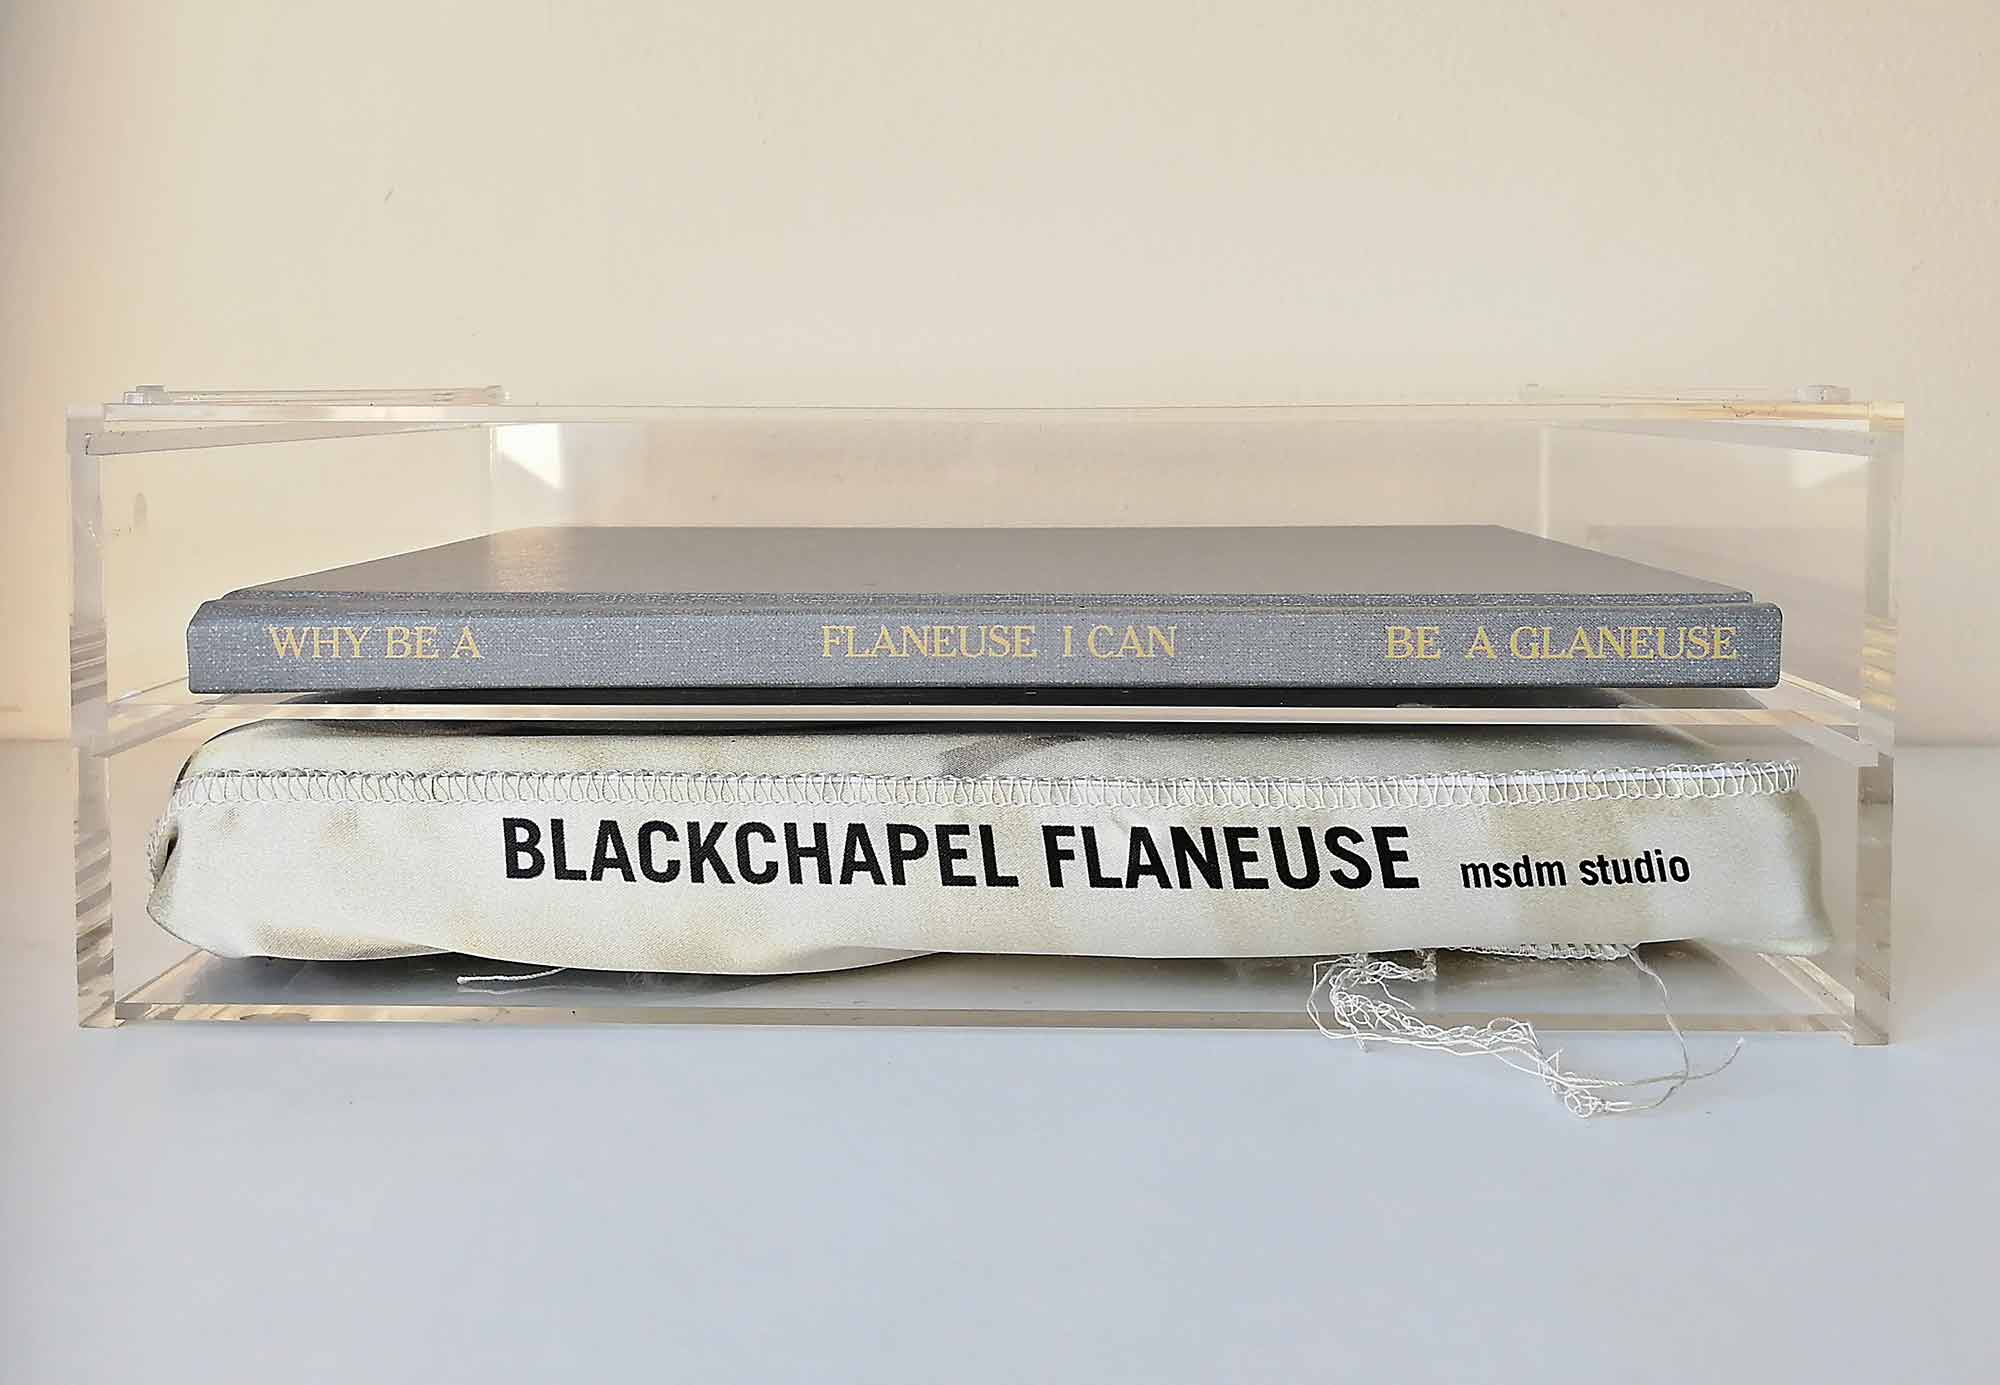 WHY BE A FLANEUSE I CAN BE A GLANEUSE
BLACKCHAPEL FLANEUSE msdm studio